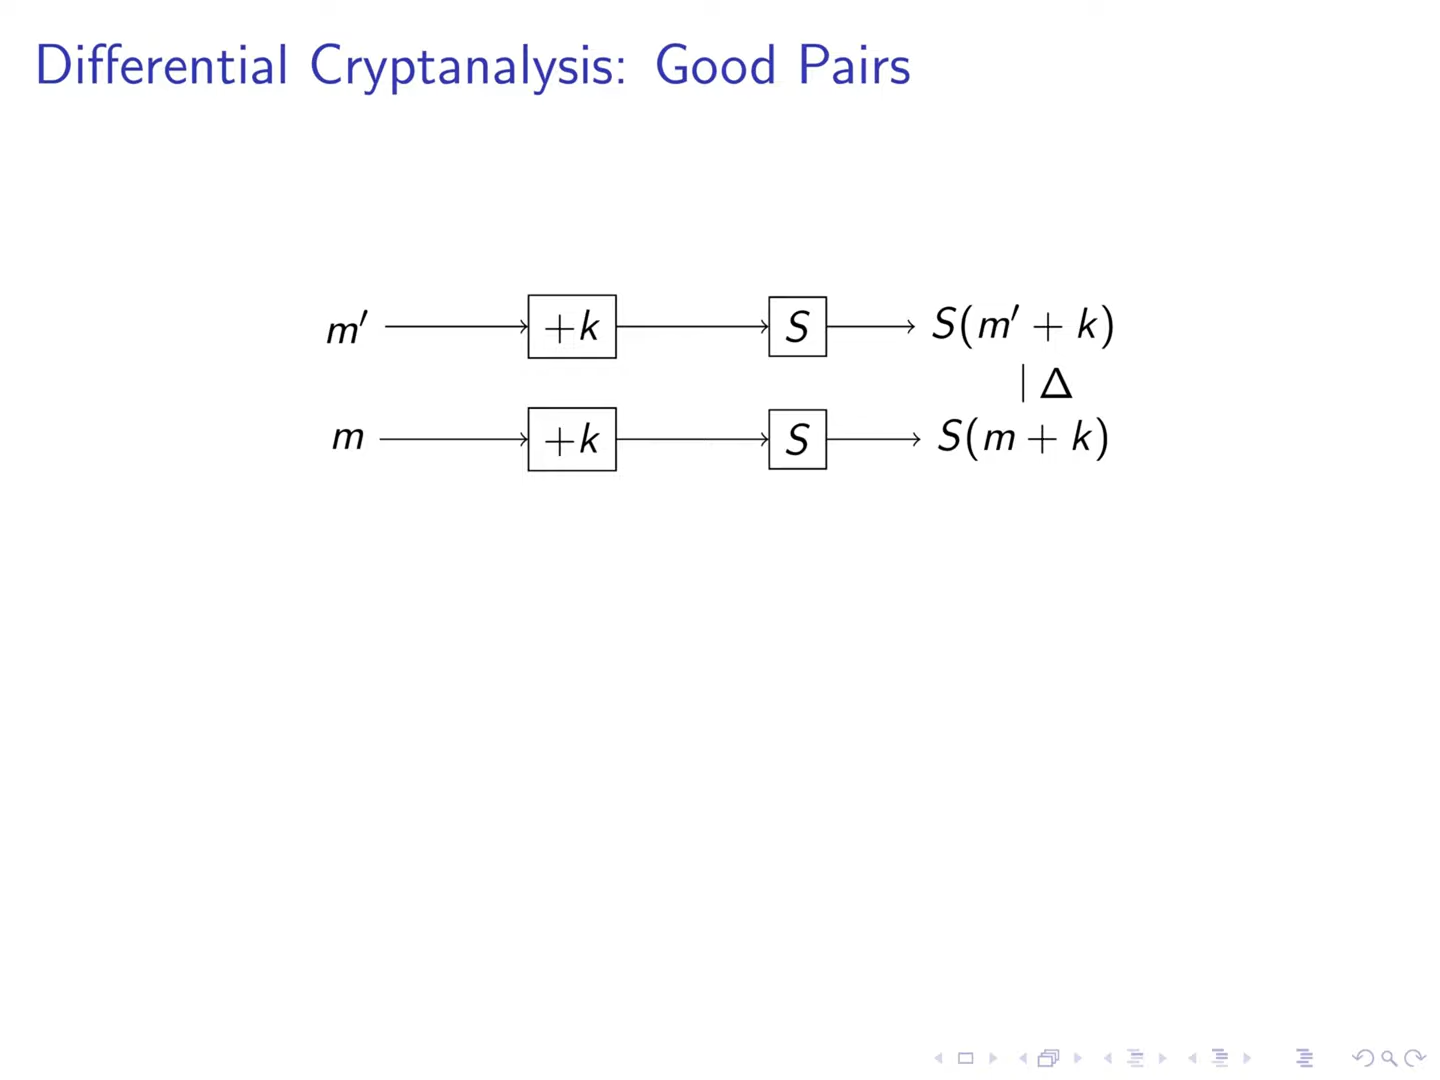 Differential Cryptanalysis: Good Pairs
m′ +k S S(m′ + k)
| Δ
m +k S S(m + k)